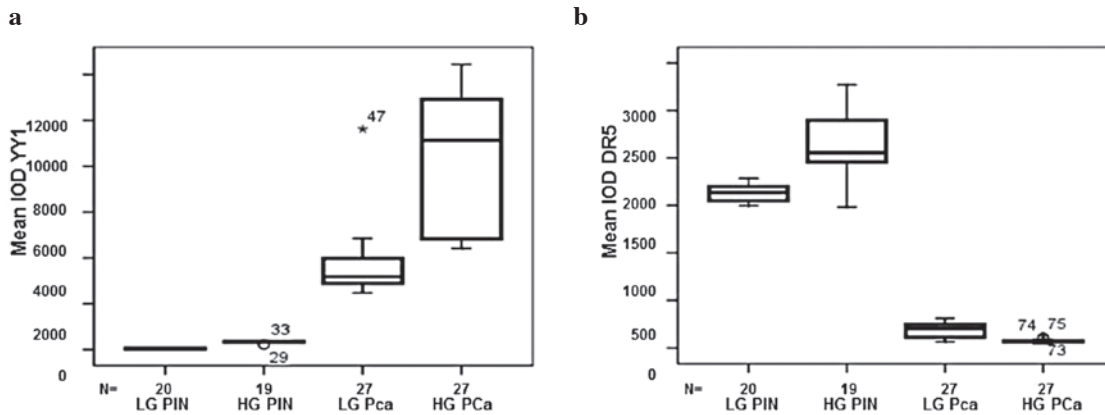 a
Mean IOD YY1
12000
10000
8000
6000
4000
2000
0
47
33
29
N= 20 19 27 27
LG PIN HG PIN LG Pca HG PCa
b
Mean IOD DR5
3000
2500
2000
1500
1000
500
0
74 75
73
N= 20 19 27 27
LG PIN HG PIN LG Pca HG PCa